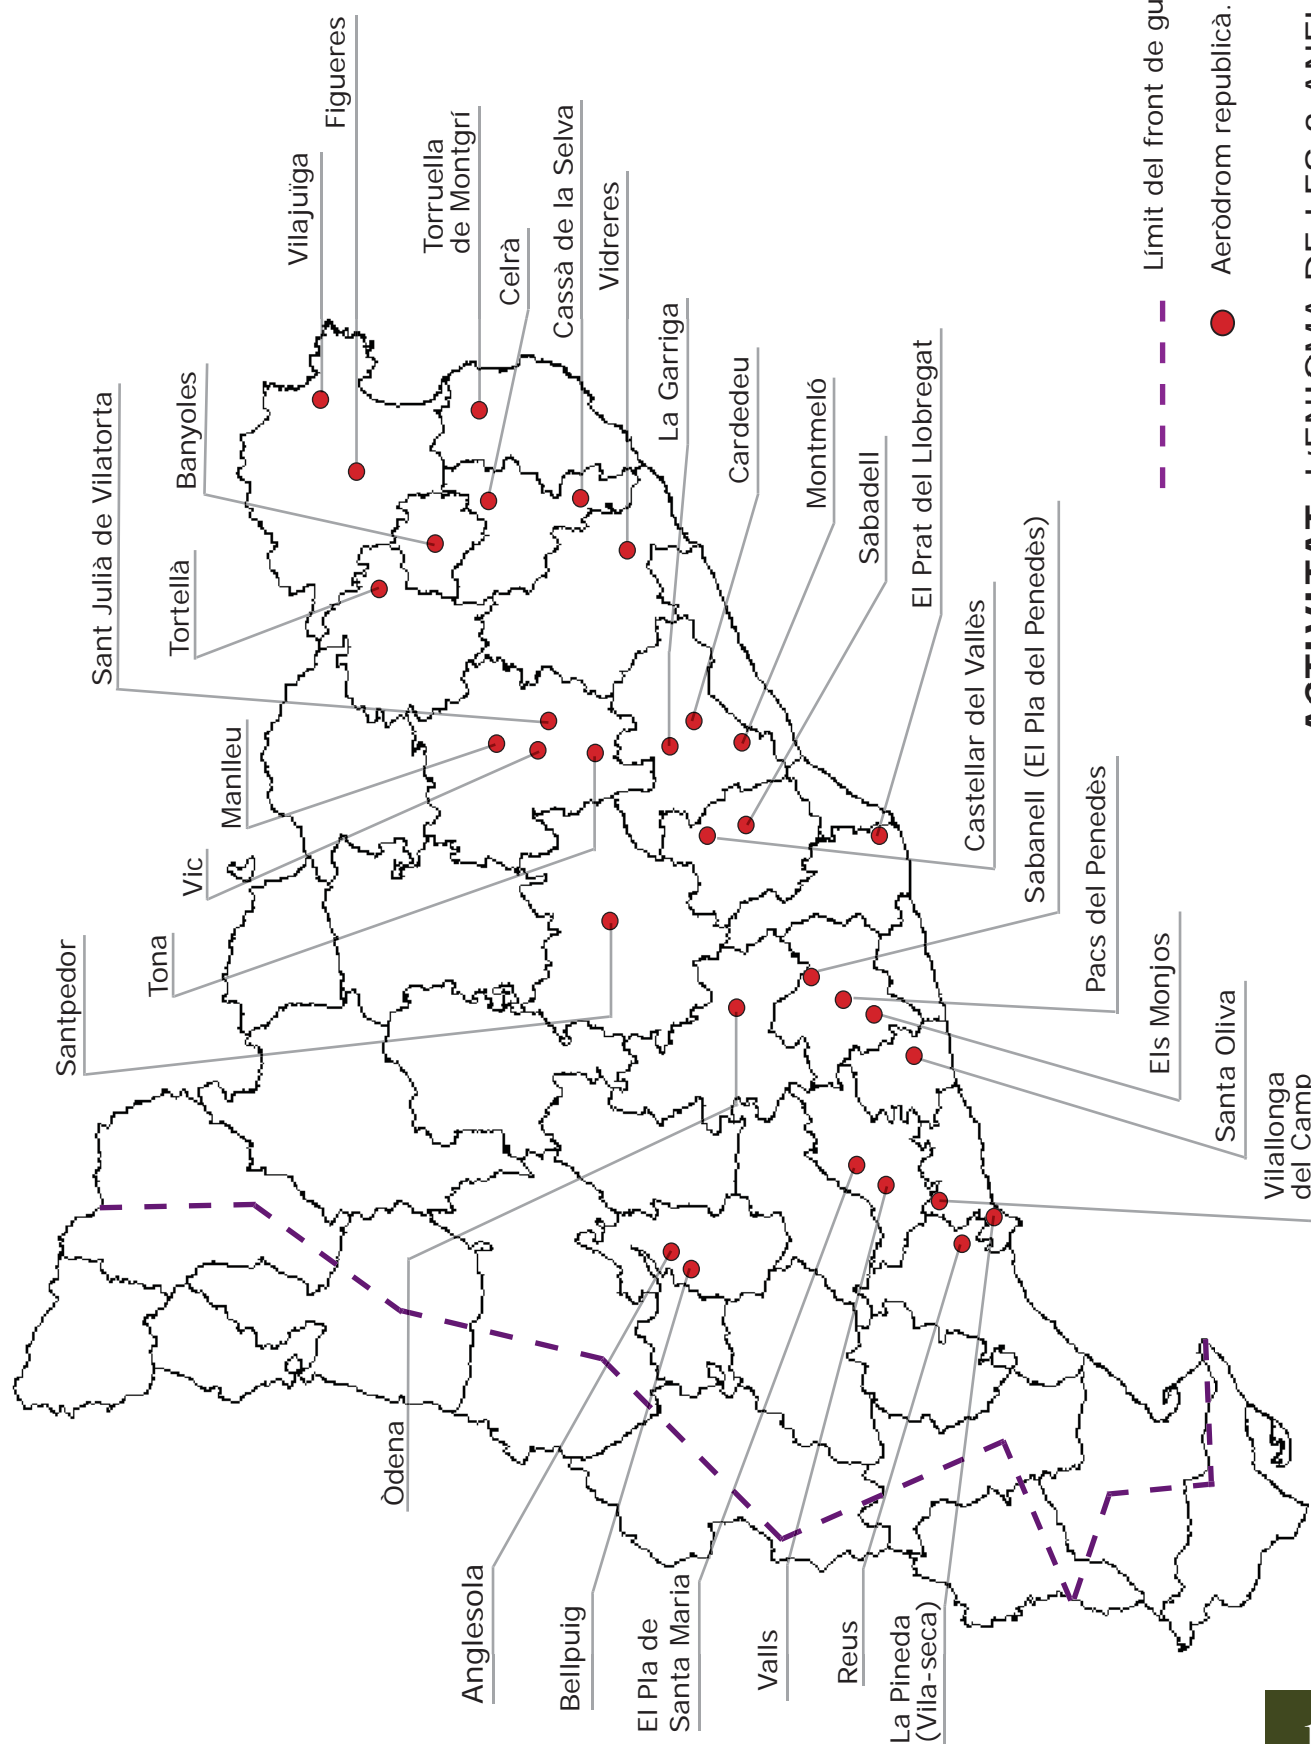 Figueres
Vilajuïga
Torruella
de Montgrí
Celrà
Cassà de la Selva
Vidreres
Banyoles
Sant Julià de Vilatorta
Tortellà
La Garriga
Cardedeu
Montmeló
Sabadell
El Prat del Llobregat
Castellar del Vallès
Sabanell (El Pla del Penedès)
Pacs del Penedès
Els Monjos
Santa Oliva
Vilallonga
del Camp
Manlleu
Vic
Tona
Santpedor
Òdena
Anglesola
Bellpuig
El Pla de
Santa Maria
Valls
Reus
La Pineda
(Vila-seca)
Límit del front de gu
Aeròdrom republicà.